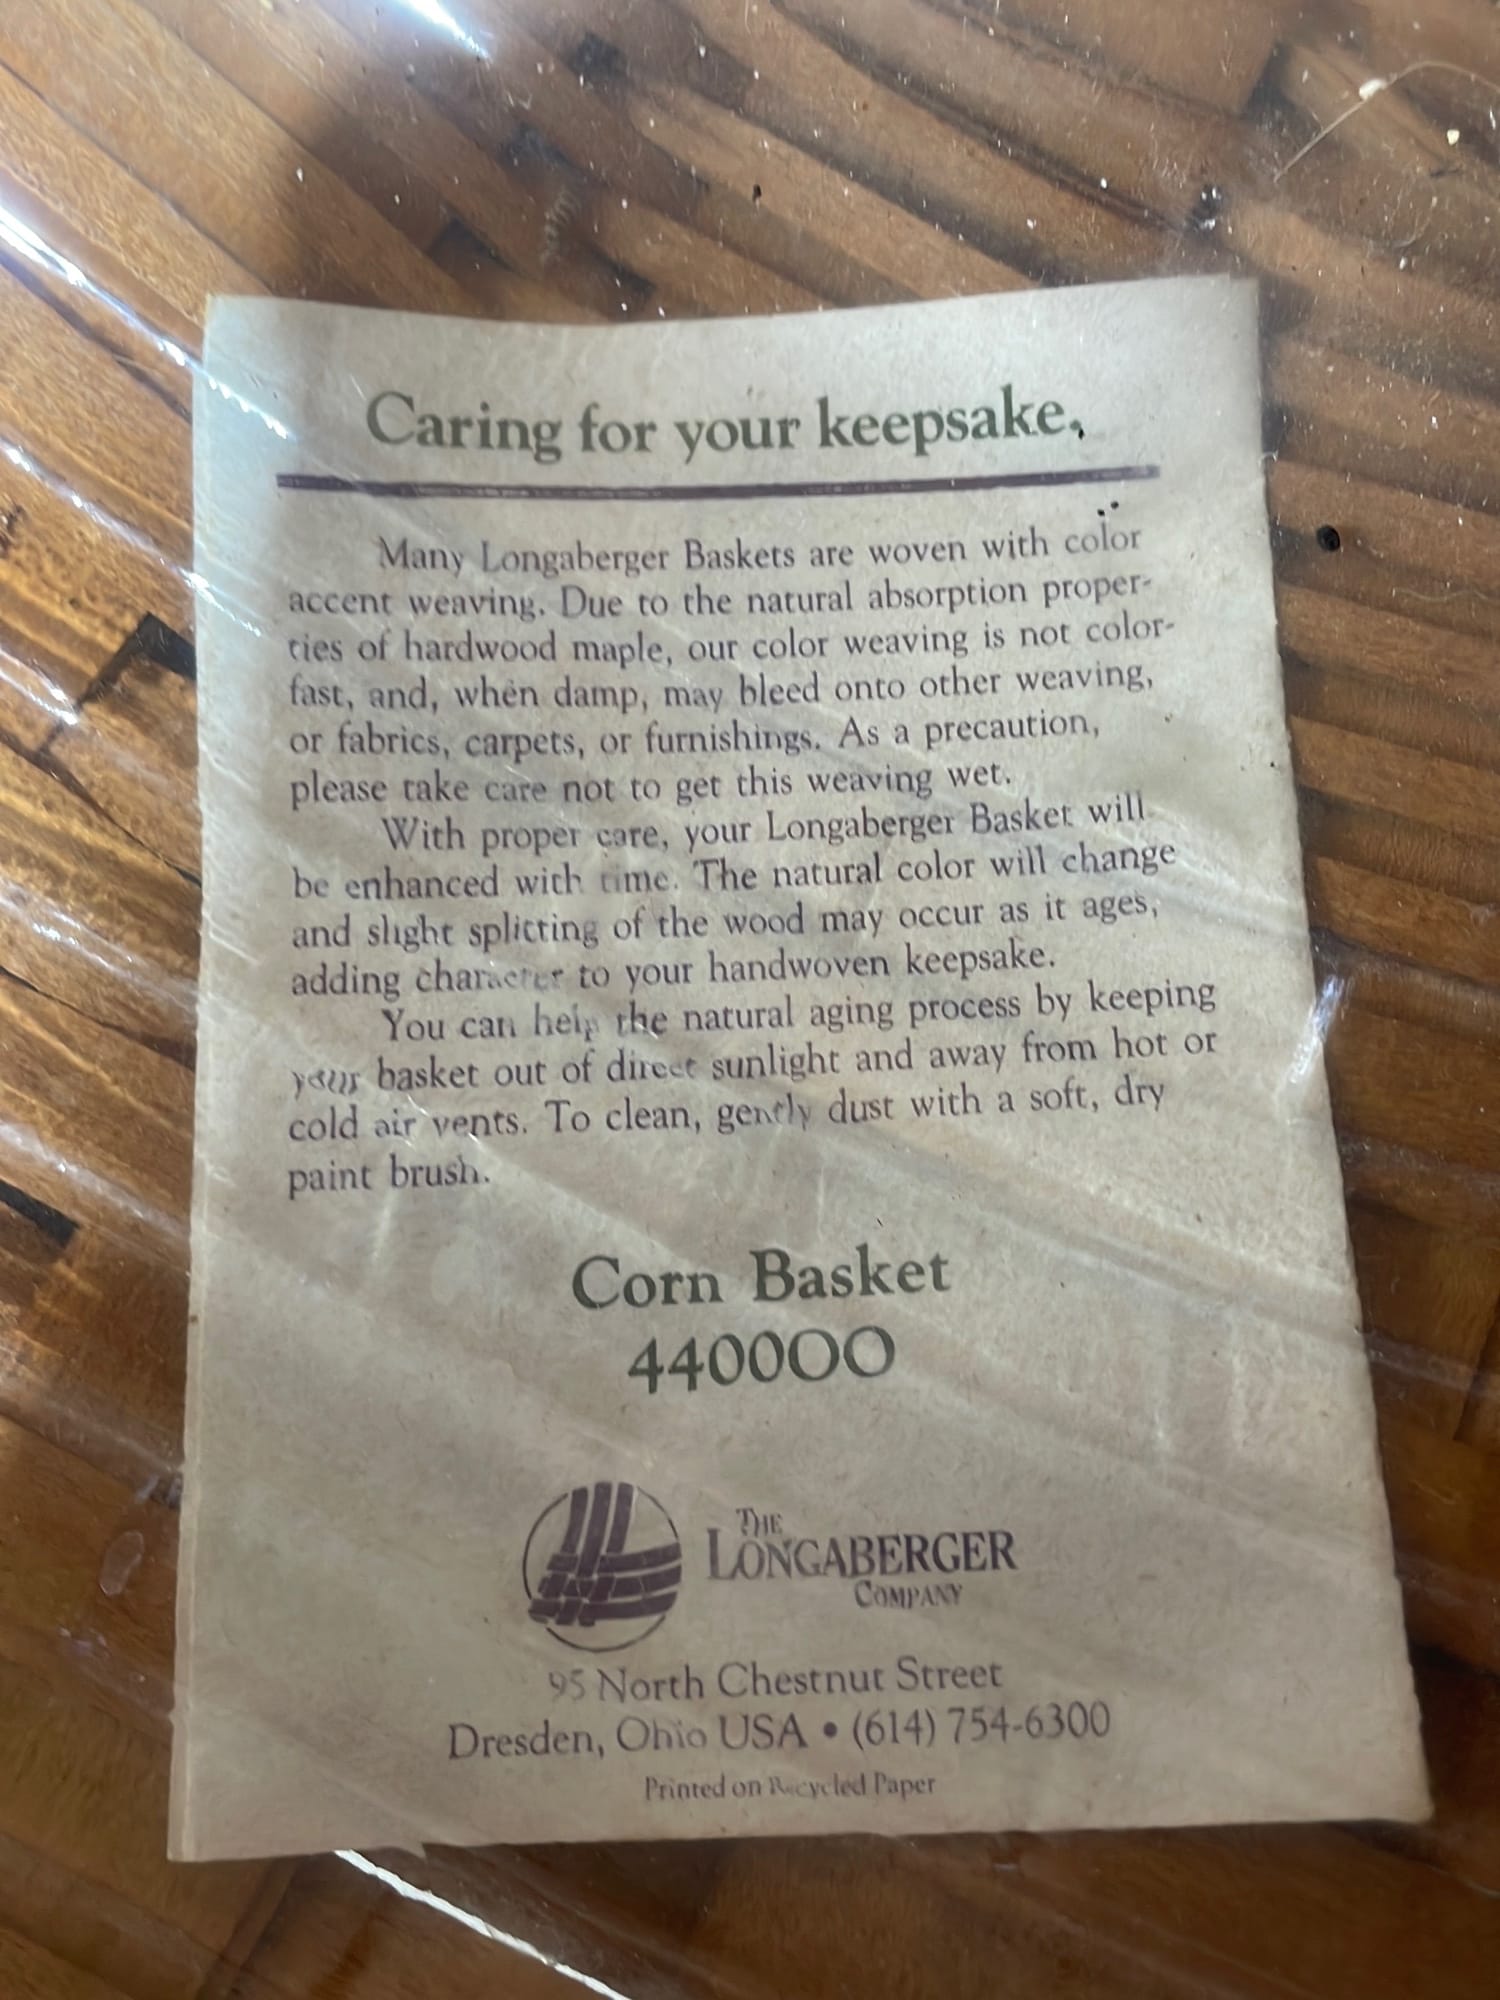 Caring for your keepsake.
Many Longaberger Baskets are woven with color
accent weaving. Due to the natural absorption proper-
ties of hardwood maple, our color weaving is not color-
fast, and, when damp, may bleed onto other weaving,
or fabrics, carpets, or furnishings. As a precaution,
please take care not to get this weaving wet.
With proper care, your Longaberger Basket will
be enhanced with time. The natural color will change
and slight splitting of the wood may occur as it ages,
adding character to your handwoven keepsake.
You can help the natural aging process by keeping
your basket out of direct sunlight and away from hot or
cold air vents. To clean, gently dust with a soft, dry
paint brush.
Corn Basket
44000O
THE
LONGABERGER
COMPANY
95 North Chestnut Street
Dresden, Ohio USA • (614) 754-6300
Printed on Recycled Paper